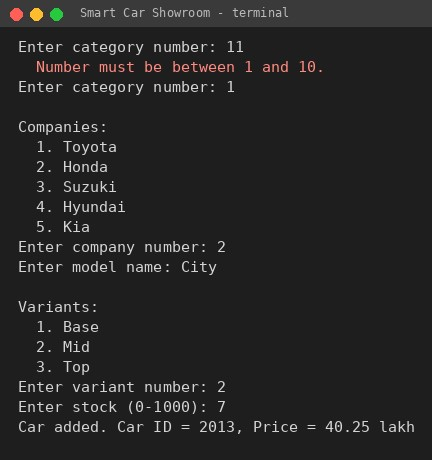 Smart Car Showroom - terminal
Enter category number: 11
Number must be between 1 and 10.
Enter category number: 1
Companies:
1. Toyota
2. Honda
3. Suzuki
4. Hyundai
5. Kia
Enter company number: 2
Enter model name: City
Variants:
1. Base
2. Mid
3. Top
Enter variant number: 2
Enter stock (0-1000): 7
Car added. Car ID = 2013, Price = 40.25 lakh